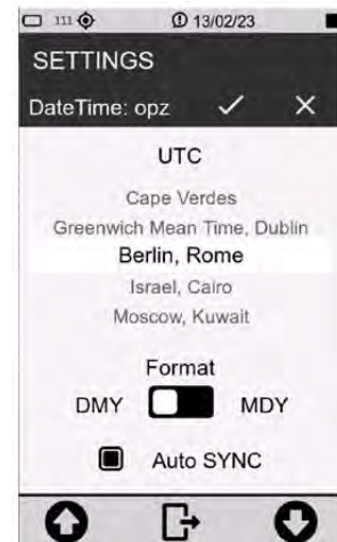 111 13/02/23
SETTINGS
DateTime: opz
UTC
Cape Verdes
Greenwich Mean Time, Dublin
Berlin, Rome
Israel, Cairo
Moscow, Kuwait
Format
DMY MDY
Auto SYNC